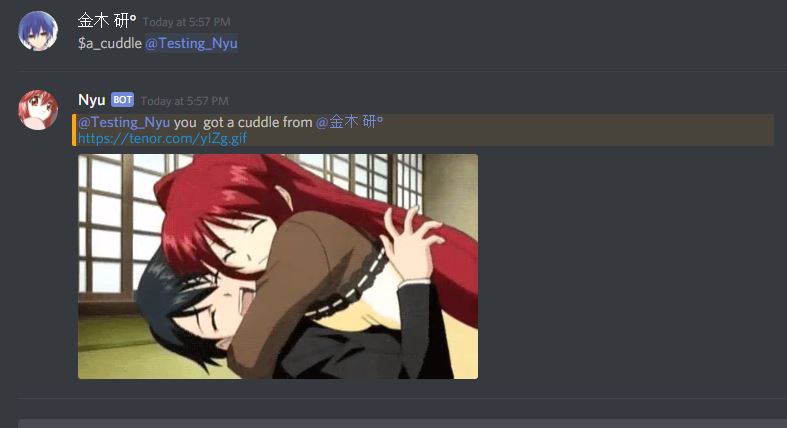 金木 研° Today at 5:57 PM
$a_cuddle @Testing_Nyu
Nyu BOT Today at 5:57 PM
@Testing_Nyu you  got a cuddle from @金木 研°
https://tenor.com/ylZg.gif